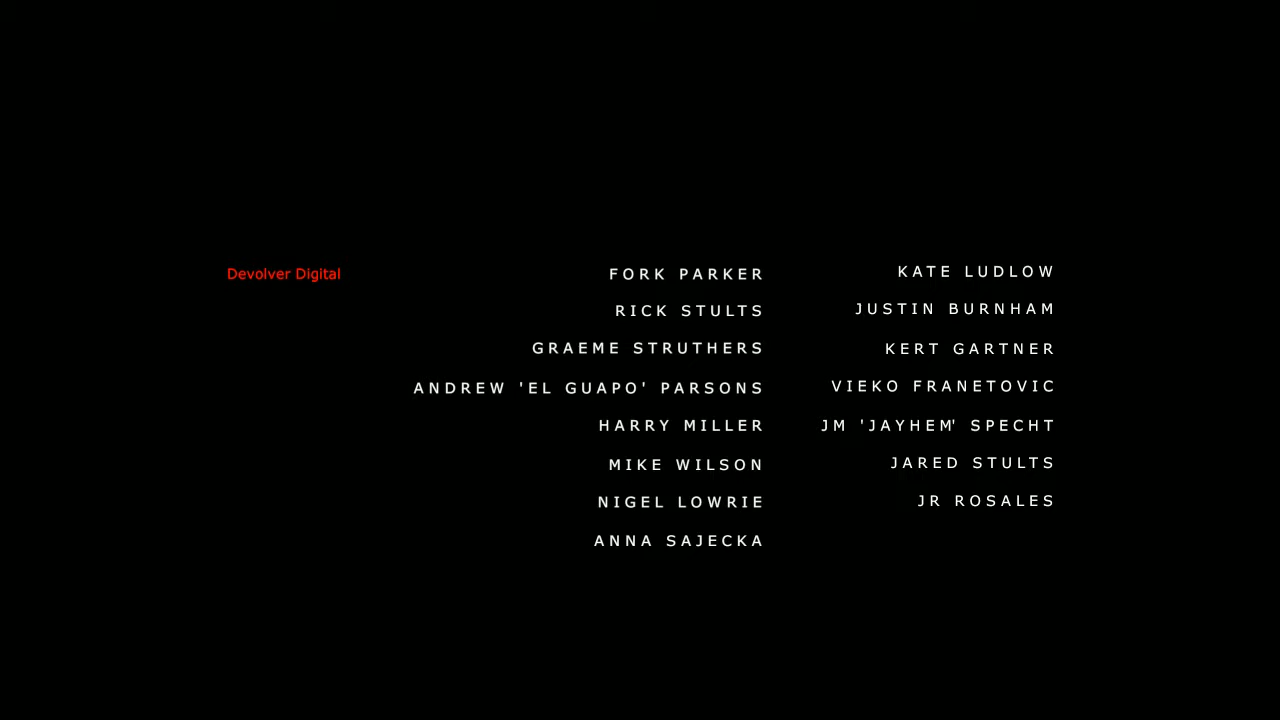 Devolver Digital
FORK PARKER
RICK STULTS
GRAEME STRUTHERS
ANDREW 'EL GUAPO' PARSONS
HARRY MILLER
MIKE WILSON
NIGEL LOWRIE
ANNA SAJECKA
KATE LUDLOW
JUSTIN BURNHAM
KERT GARTNER
VIEKO FRANETOVIC
JM 'JAYHEM' SPECHT
JARED STULTS
JR ROSALES